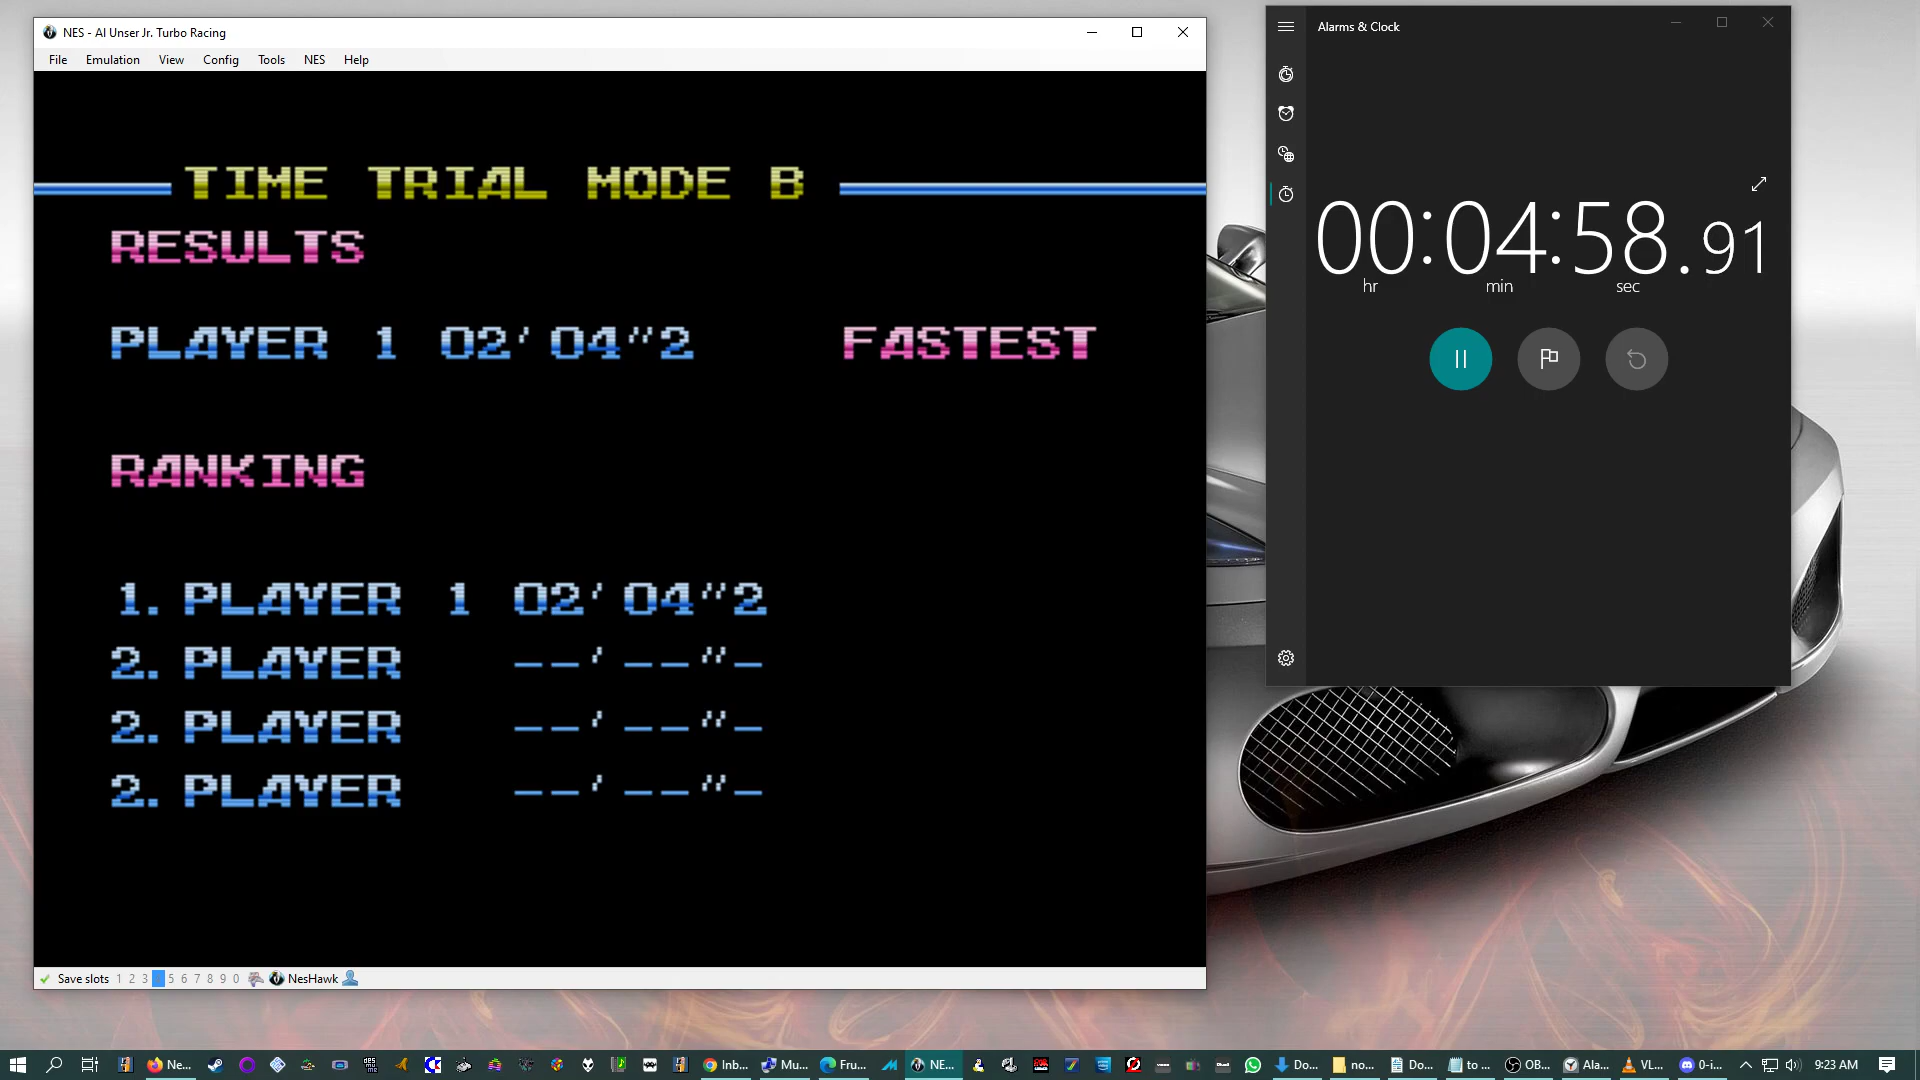 NES - Al Unser Jr. Turbo Racing
File Emulation View Config Tools NES Help
TIME TRIAL MODE B
RESULTS
PLAYER 1 02'04"2 FASTEST
RANKING
1. PLAYER 1 02'04"2
2. PLAYER --'--"-
2. PLAYER --'--"-
2. PLAYER --'--"-
Save slots 1 2 3 5 6 7 8 9 0 NesHawk
Alarms & Clock
00:04:58.91
hr min sec
Ne... Inb... Mu... Fru... NE... Do... no... Do... to ... OB... Ala... VL... 0-i... 9:23 AM